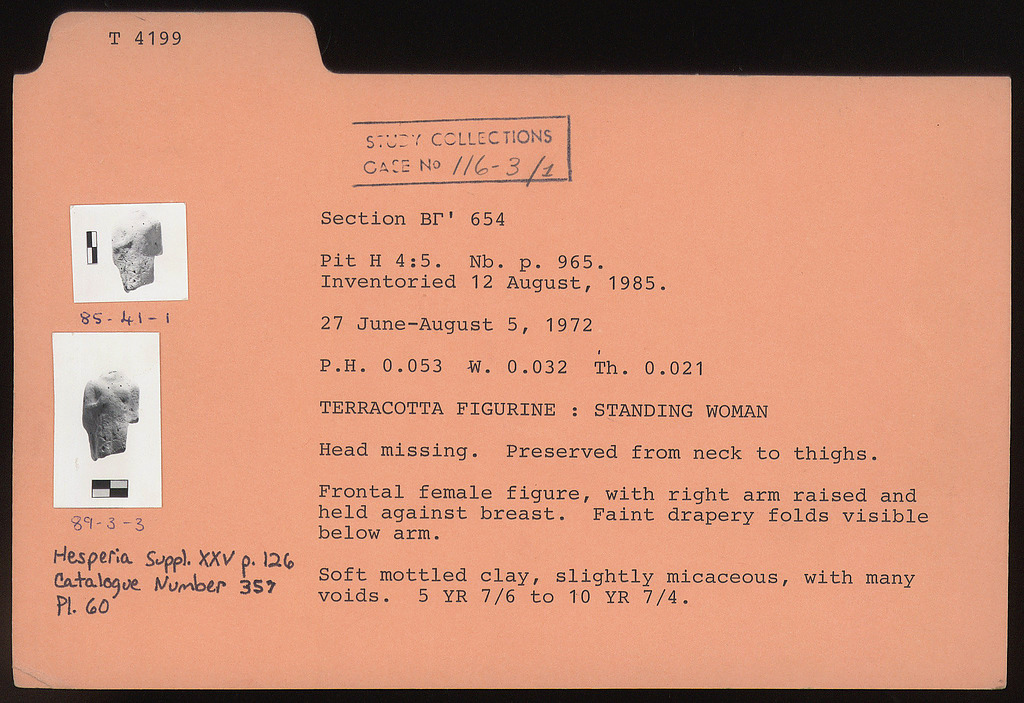 T 4199
STUDY COLLECTIONS
CASE No 116-3/1
Section ΒΓ' 654
Pit H 4:5.  Nb. p. 965.
Inventoried 12 August, 1985.
27 June-August 5, 1972
P.H. 0.053  W. 0.032  Th. 0.021
TERRACOTTA FIGURINE : STANDING WOMAN
Head missing.  Preserved from neck to thighs.
Frontal female figure, with right arm raised and
held against breast.  Faint drapery folds visible
below arm.
Soft mottled clay, slightly micaceous, with many
voids.  5 YR 7/6 to 10 YR 7/4.
85-41-1
89-3-3
Hesperia Suppl. XXV p. 126
Catalogue Number 357
Pl. 60